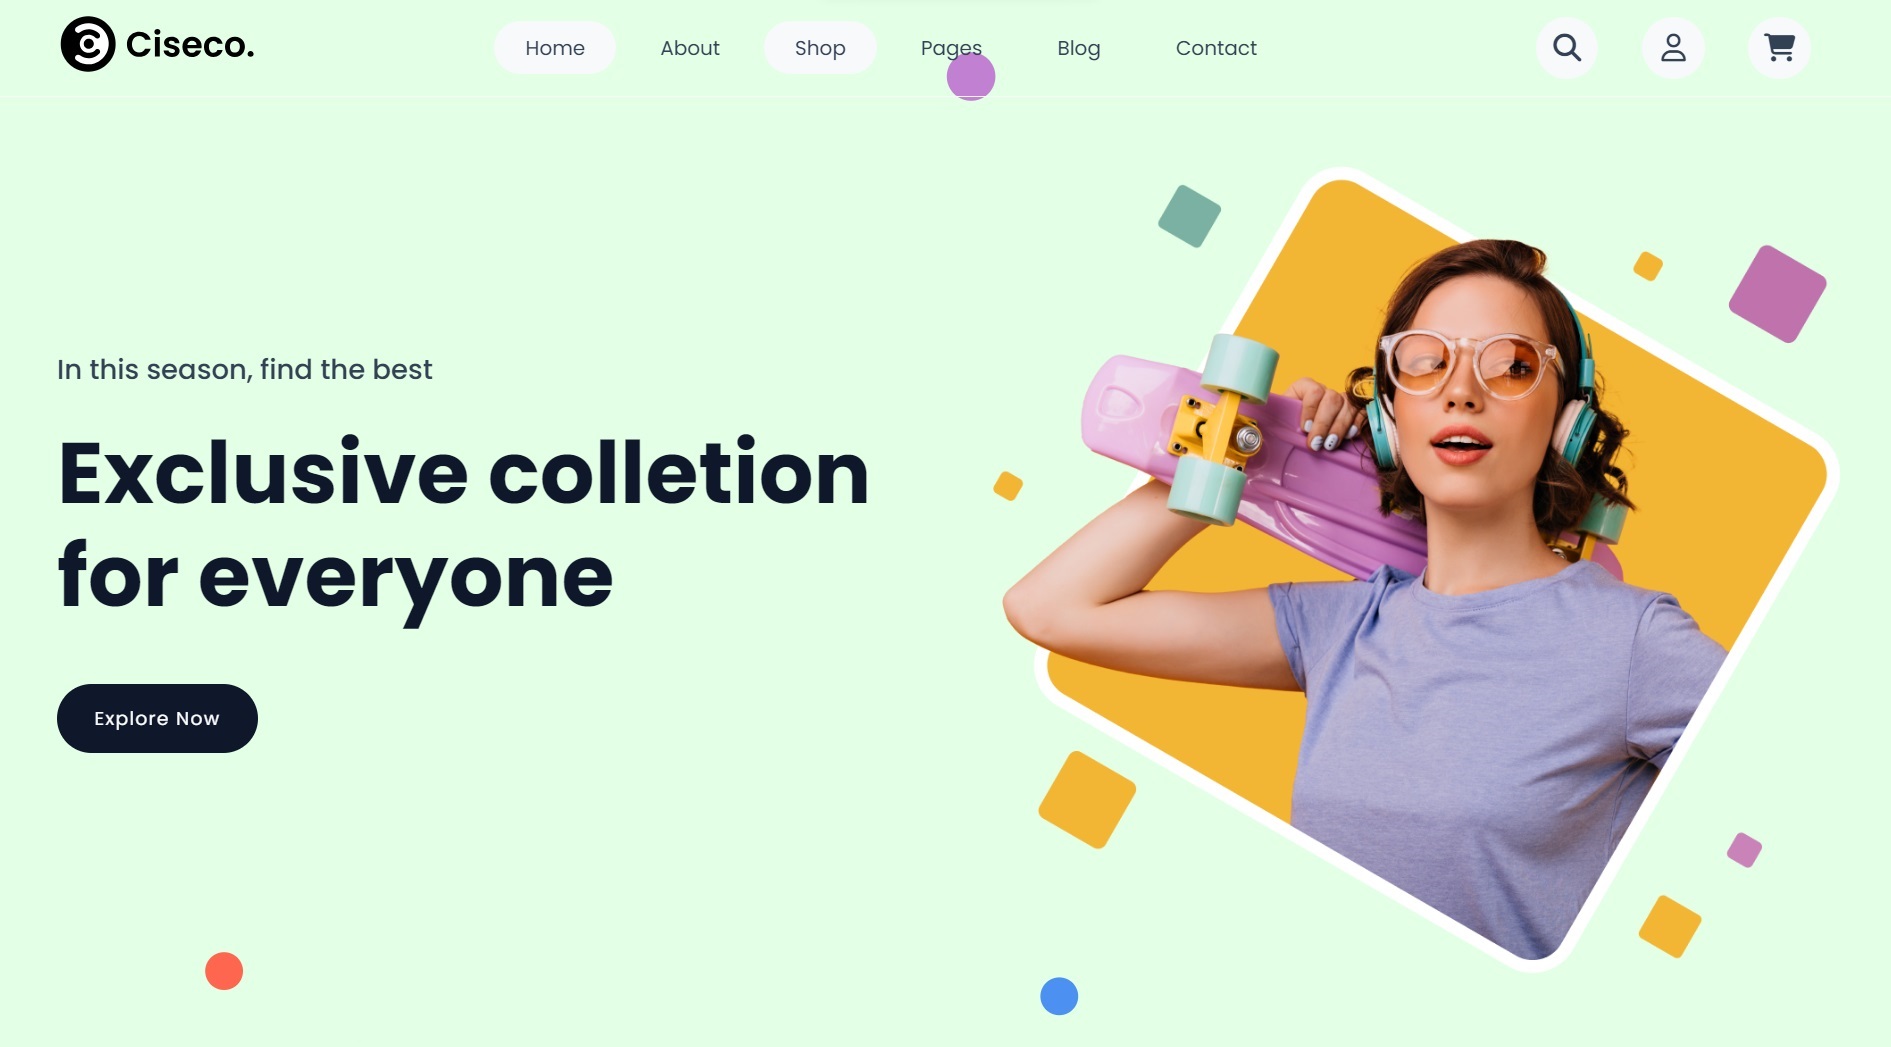 Ciseco.
Home About Shop Pages Blog Contact
In this season, find the best
Exclusive colletion
for everyone
Explore Now